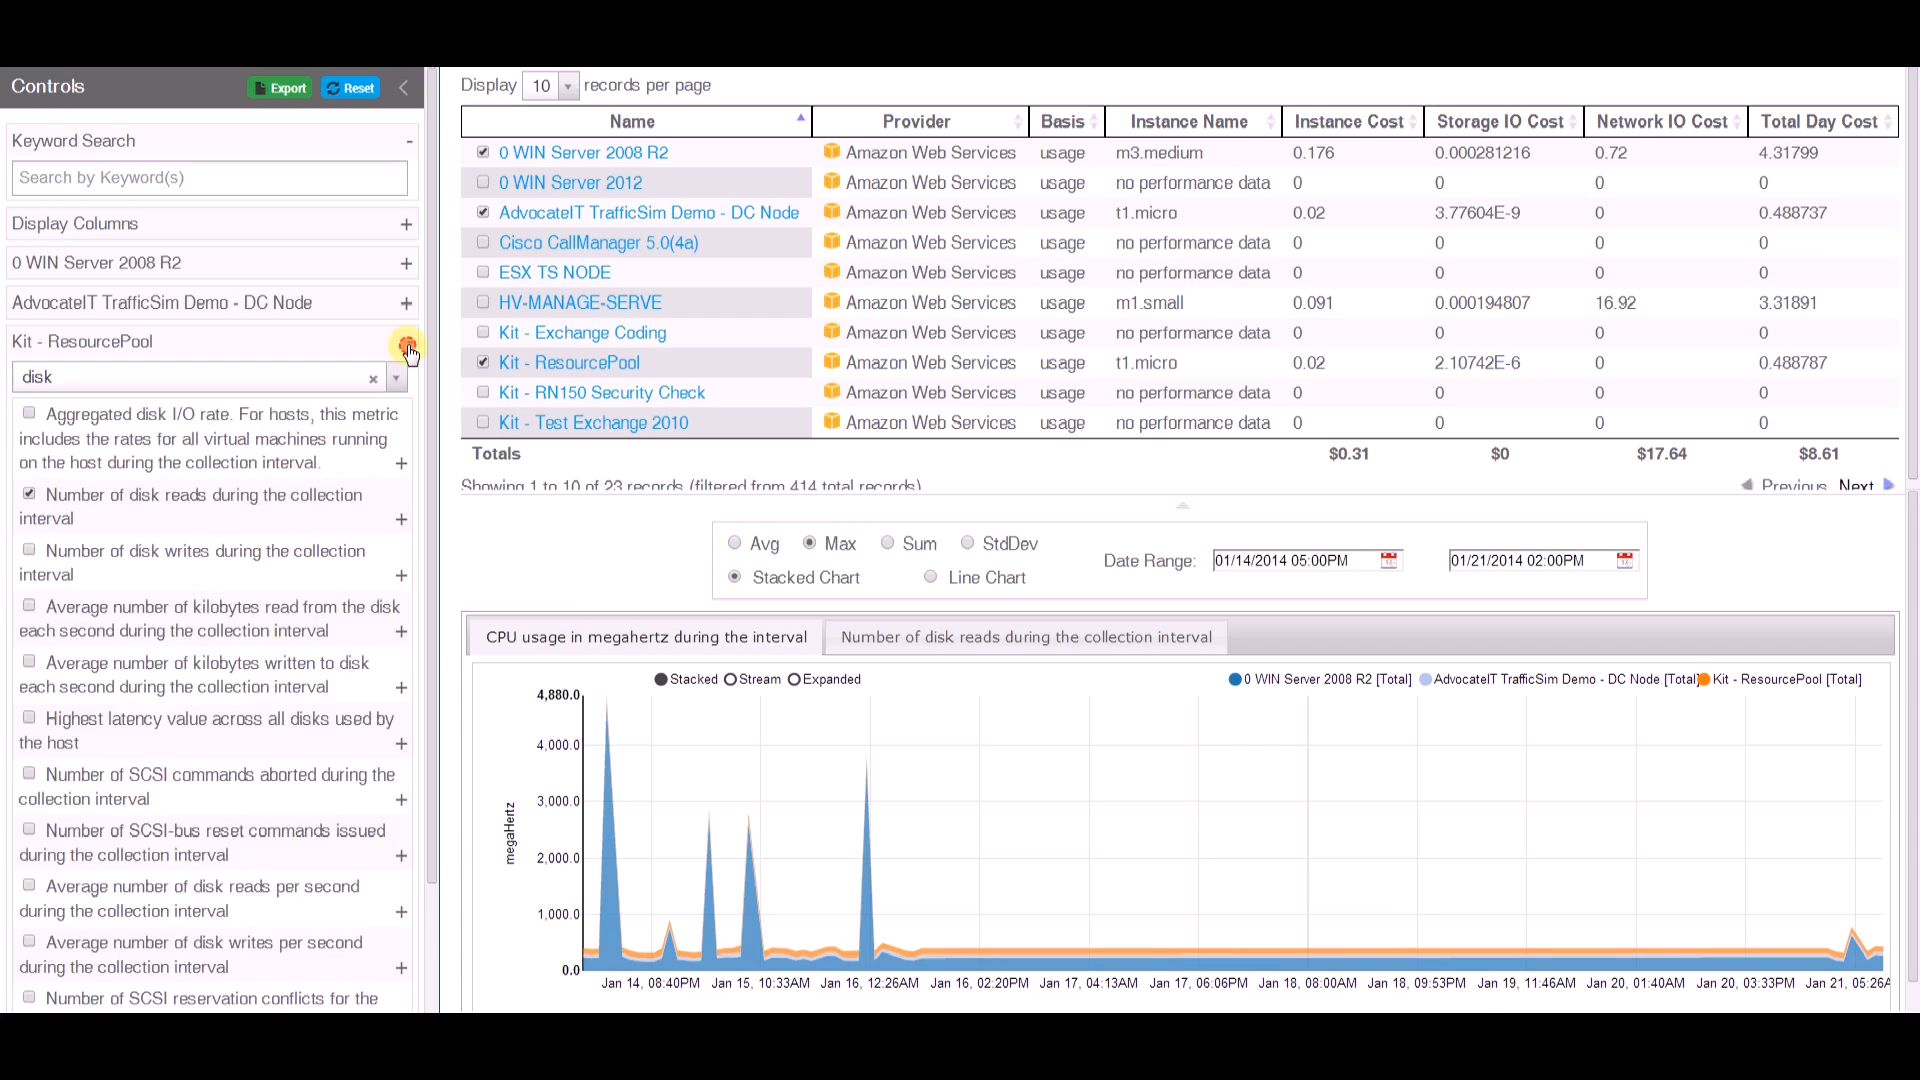 Controls
Export
Reset
Keyword Search
-
Search by Keyword(s)
Display Columns
+
0 WIN Server 2008 R2
+
AdvocateIT TrafficSim Demo - DC Node
+
Kit - ResourcePool
disk
×
Aggregated disk I/O rate. For hosts, this metric
includes the rates for all virtual machines running
on the host during the collection interval.
+
Number of disk reads during the collection
interval
+
Number of disk writes during the collection
interval
+
Average number of kilobytes read from the disk
each second during the collection interval
+
Average number of kilobytes written to disk
each second during the collection interval
+
Highest latency value across all disks used by
the host
+
Number of SCSI commands aborted during the
collection interval
+
Number of SCSI-bus reset commands issued
during the collection interval
+
Average number of disk reads per second
during the collection interval
+
Average number of disk writes per second
during the collection interval
+
Number of SCSI reservation conflicts for the
Display 10 records per page
Name Provider Basis Instance Name Instance Cost Storage IO Cost Network IO Cost Total Day Cost
0 WIN Server 2008 R2 Amazon Web Services usage m3.medium 0.176 0.000281216 0.72 4.31799
0 WIN Server 2012 Amazon Web Services usage no performance data 0 0 0 0
AdvocateIT TrafficSim Demo - DC Node Amazon Web Services usage t1.micro 0.02 3.77604E-9 0 0.488737
Cisco CallManager 5.0(4a) Amazon Web Services usage no performance data 0 0 0 0
ESX TS NODE Amazon Web Services usage no performance data 0 0 0 0
HV-MANAGE-SERVE Amazon Web Services usage m1.small 0.091 0.000194807 16.92 3.31891
Kit - Exchange Coding Amazon Web Services usage no performance data 0 0 0 0
Kit - ResourcePool Amazon Web Services usage t1.micro 0.02 2.10742E-6 0 0.488787
Kit - RN150 Security Check Amazon Web Services usage no performance data 0 0 0 0
Kit - Test Exchange 2010 Amazon Web Services usage no performance data 0 0 0 0
Totals $0.31 $0 $17.64 $8.61
Showing 1 to 10 of 23 records (filtered from 414 total records) Previous Next
Avg Max Sum StdDev
Stacked Chart Line Chart
Date Range: 01/14/2014 05:00PM 01/21/2014 02:00PM
CPU usage in megahertz during the interval Number of disk reads during the collection interval
Stacked Stream Expanded 0 WIN Server 2008 R2 [Total] AdvocateIT TrafficSim Demo - DC Node [Total] Kit - ResourcePool [Total]
4,880.0
4,000.0
3,000.0
megaHertz
2,000.0
1,000.0
0.0
Jan 14, 08:40PM Jan 15, 10:33AM Jan 16, 12:26AM Jan 16, 02:20PM Jan 17, 04:13AM Jan 17, 06:06PM Jan 18, 08:00AM Jan 18, 09:53PM Jan 19, 11:46AM Jan 20, 01:40AM Jan 20, 03:33PM Jan 21, 05:26A